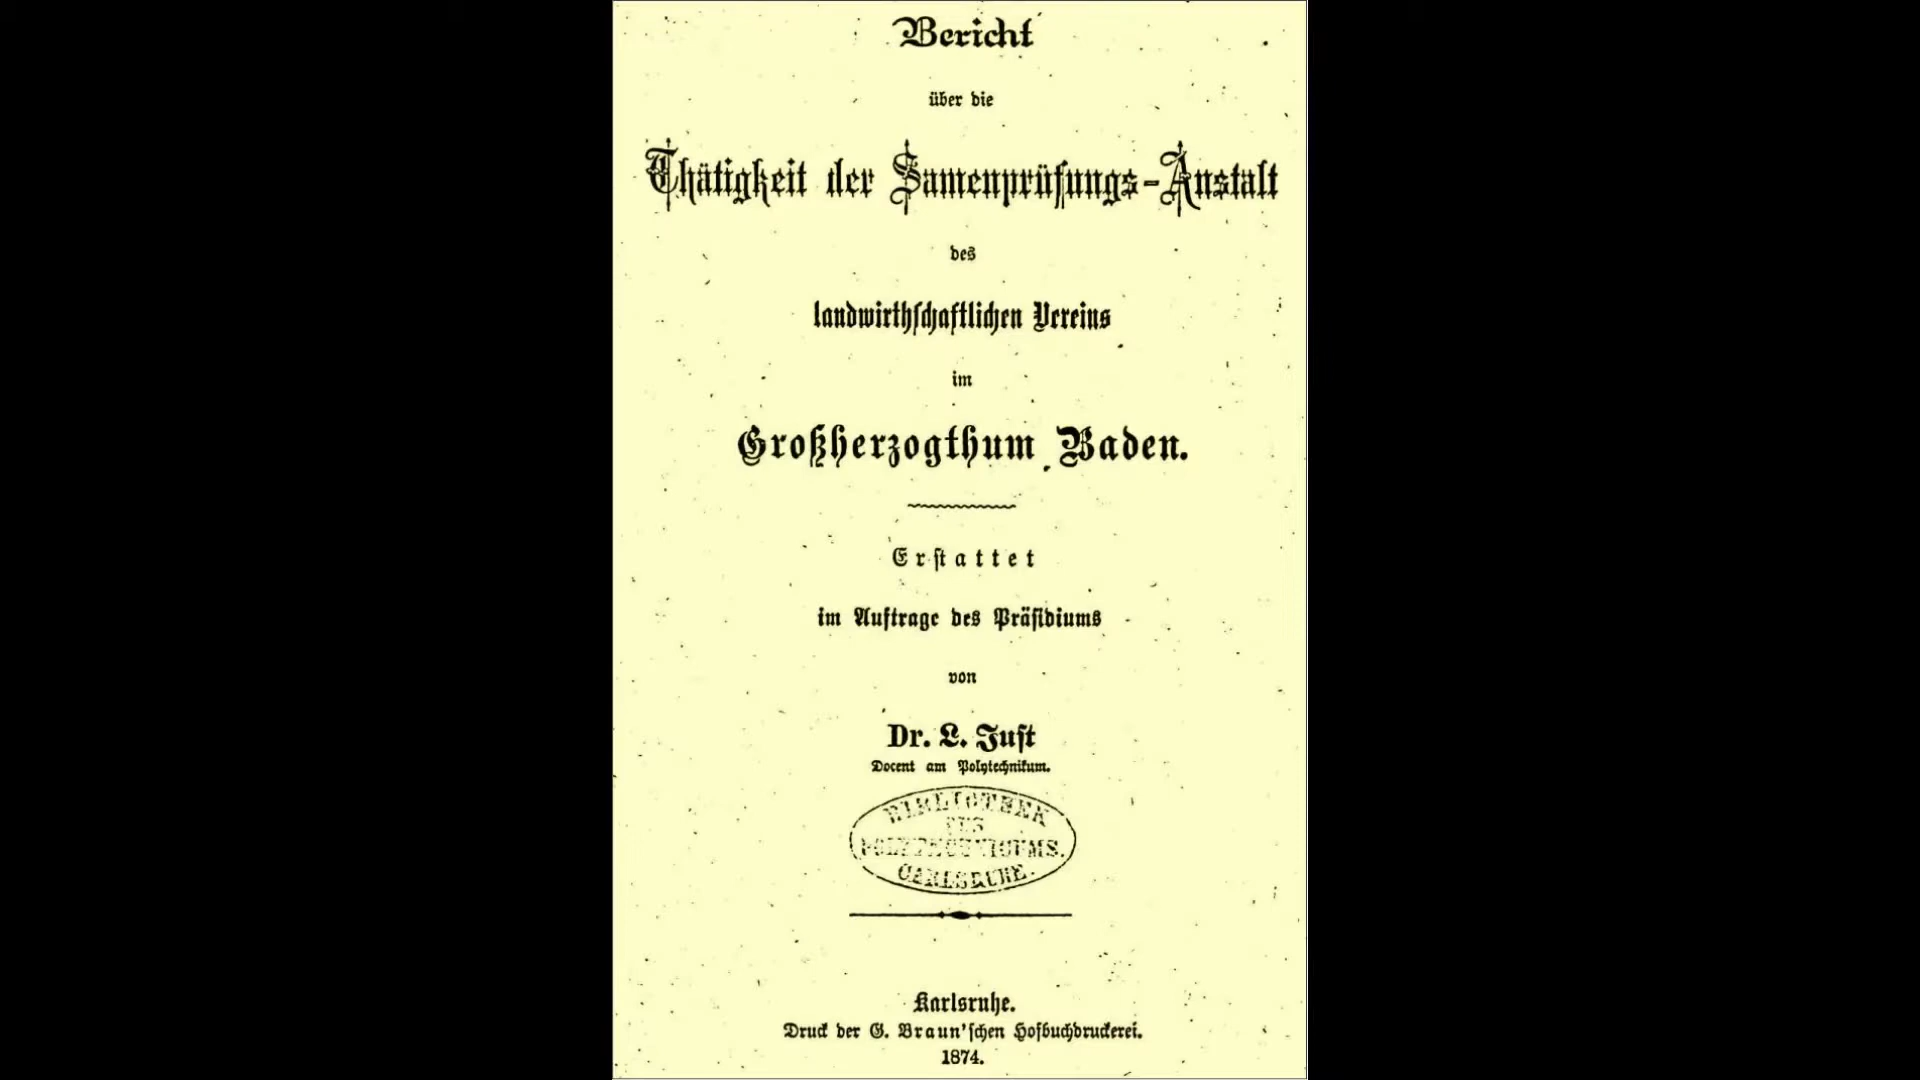 Bericht
über die
Thätigkeit der Samenprüfungs-Anstalt
des
landwirthschaftlichen Vereins
im
Großherzogthum Baden.
Erstattet
im Auftrage des Präsidiums
von
Dr. L. Just
Docent am Polytechnikum.
BIBLIOTHEK
DES
POLYTECHNICUMS.
CARLSRUHE.
Karlsruhe.
Druck der G. Braun'schen Hofbuchdruckerei.
1874.